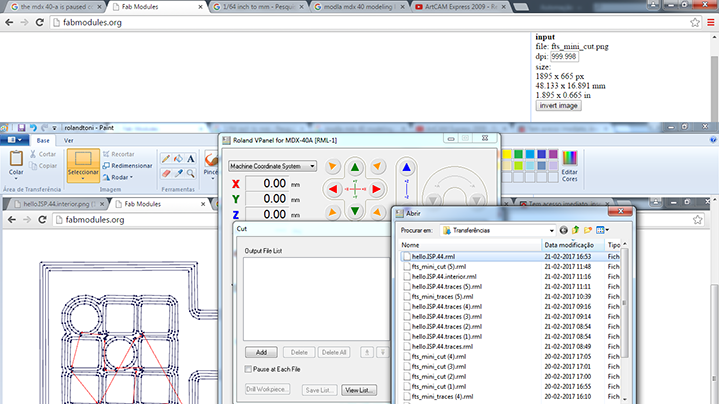 the mdx 40-a is paused c
Fab Modules
1/64 inch to mm - Pesqui
modla mdx 40 modeling
ArtCAM Express 2009 - R
fabmodules.org
input
file: fts_mini_cut.png
dpi: 999.998
size:
1895 x 665 px
48.133 x 16.891 mm
1.895 x 0.665 in
invert image
rolandtoni - Paint
Base
Ver
Colar
Cortar
Copiar
Área de Transferência
Selecionar
Recortar
Redimensionar
Rodar
Imagem
Ferramentas
Pincé
Editar
Cores
Roland VPanel for MDX-40A [RML-1]
Machine Coordinate System
X 0.00 mm
Y 0.00 mm
Z 0.00 mm
hello.ISP.44.interior.png
Fab Modules
Tem acesso imediato
fabmodules.org
Cut
Output File List
Add
Delete
Delete All
Pause at Each File
Drill Workpiece...
Save List...
View List...
Abrir
Procurar em:
Transferências
Nome
Data modificação
Tipo
hello.ISP.44.rml 21-02-2017 16:53 Fich
fts_mini_cut (5).rml 21-02-2017 11:48 Fich
hello.ISP.44.interior.rml 21-02-2017 11:16 Fich
hello.ISP.44.traces (5).rml 21-02-2017 11:11 Fich
fts_mini_traces (5).rml 21-02-2017 10:39 Fich
hello.ISP.44.traces (4).rml 21-02-2017 09:16 Fich
hello.ISP.44.traces (3).rml 21-02-2017 09:14 Fich
hello.ISP.44.traces (2).rml 21-02-2017 08:54 Fich
hello.ISP.44.traces (1).rml 21-02-2017 08:54 Fich
hello.ISP.44.traces.rml 21-02-2017 08:49 Fich
fts_mini_cut (4).rml 20-02-2017 17:05 Fich
fts_mini_cut (3).rml 20-02-2017 17:01 Fich
fts_mini_cut (2).rml 20-02-2017 17:00 Fich
fts_mini_cut (1).rml 20-02-2017 16:55 Fich
fts_mini_traces (4).rml 20-02-2017 16:10 Fich